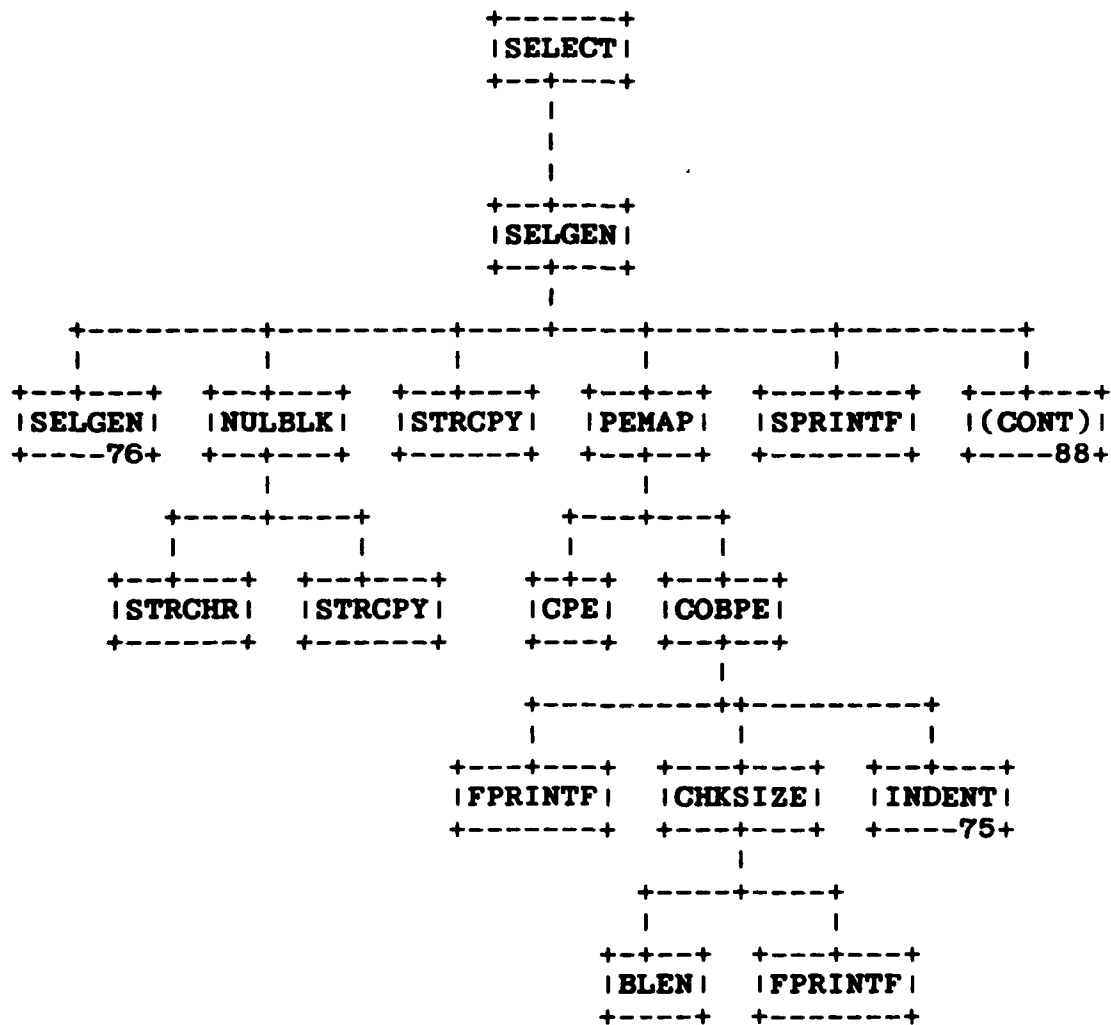 SELECT
SELGEN
SELGEN NULBLK STRCPY PEMAP SPRINTF (CONT)
76 88
STRCHR STRCPY CPE COBPE
FPRINTF CHKSIZE INDENT
75
BLEN FPRINTF